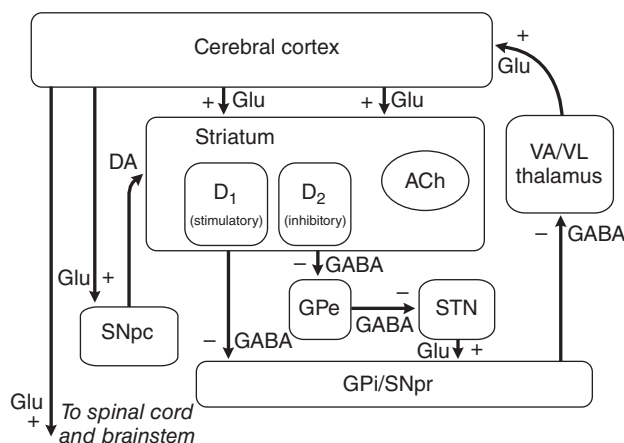 Cerebral cortex
+
Glu
+ Glu
+ Glu
Striatum
DA
D1
(stimulatory)
D2
(inhibitory)
ACh
VA/VL
thalamus
– GABA
– GABA
Glu +
SNpc
GPe
–
GABA
STN
– GABA
Glu +
GPi/SNpr
Glu
+
To spinal cord
and brainstem